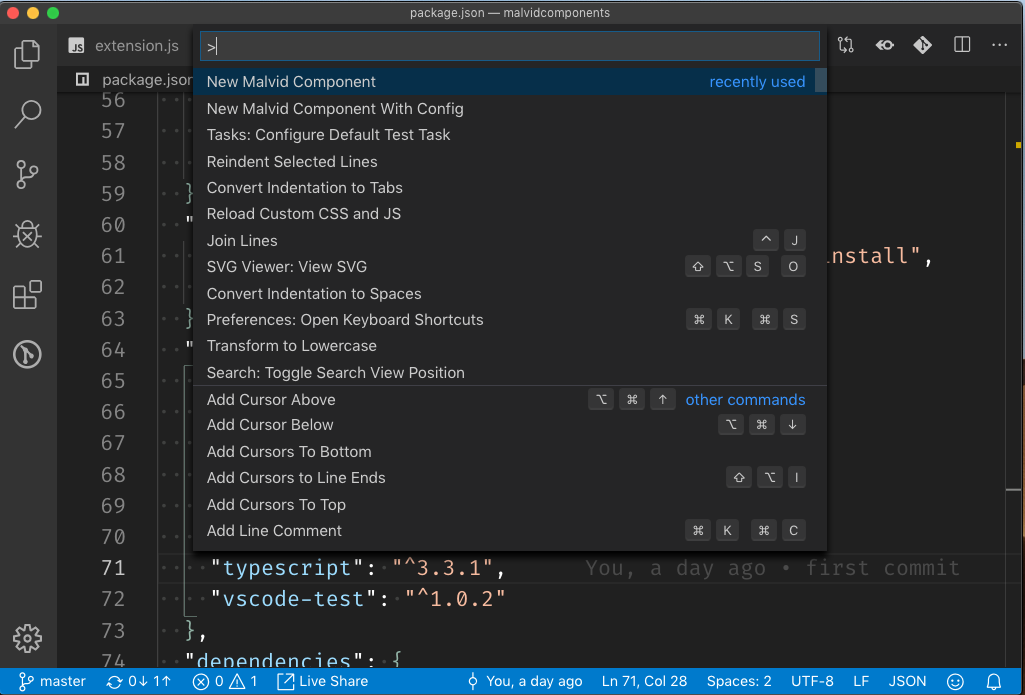 package.json — malvidcomponents
JS extension.js
package.json
>
New Malvid Component recently used
New Malvid Component With Config
Tasks: Configure Default Test Task
Reindent Selected Lines
Convert Indentation to Tabs
Reload Custom CSS and JS
Join Lines ^ J
SVG Viewer: View SVG ⇧ ⌥ S O
Convert Indentation to Spaces
Preferences: Open Keyboard Shortcuts ⌘ K ⌘ S
Transform to Lowercase
Search: Toggle Search View Position
Add Cursor Above ⌥ ⌘ ↑ other commands
Add Cursor Below ⌥ ⌘ ↓
Add Cursors To Bottom
Add Cursors to Line Ends ⇧ ⌥ I
Add Cursors To Top
Add Line Comment ⌘ K ⌘ C
56
57
58
59 }
60 "
61 nstall",
62
63 }
64 "
65
66
67
68
69
70
71 "typescript": "^3.3.1", You, a day ago • first commit
72 "vscode-test": "^1.0.2"
73 },
74 "dependencies": {
master 0↓ 1↑ 0 1 Live Share You, a day ago Ln 71, Col 28 Spaces: 2 UTF-8 LF JSON